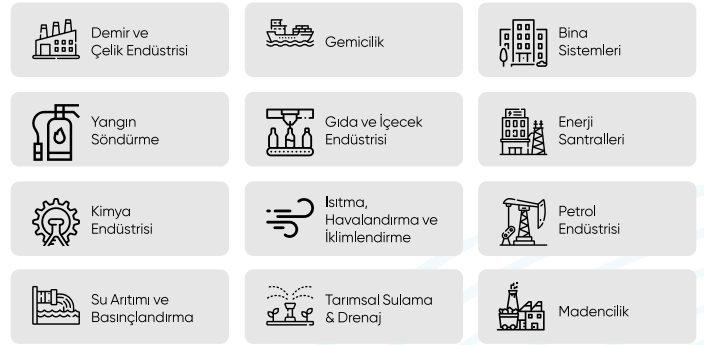 Demir ve
Çelik Endüstrisi
Gemicilik
Bina
Sistemleri
Yangın
Söndürme
Gıda ve İçecek
Endüstrisi
Enerji
Santralleri
Kimya
Endüstrisi
Isıtma,
Havalandırma ve
İklimlendirme
Petrol
Endüstrisi
Su Arıtımı ve
Basınçlandırma
Tarımsal Sulama
& Drenaj
Madencilik